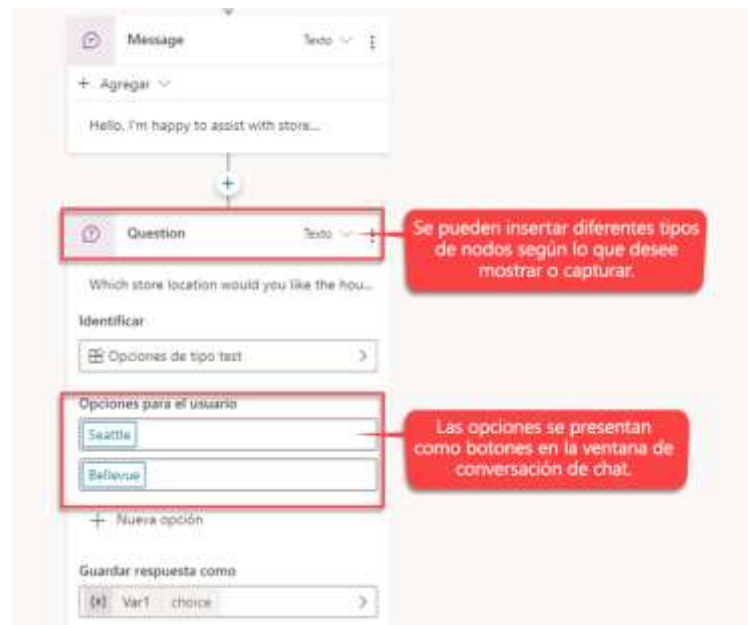 Message Texto
+ Agregar
Hello, I'm happy to assist with store...
Question Texto
Se pueden insertar diferentes tipos
de nodos según lo que desee
mostrar o capturar.
Which store location would you like the hou...
Identificar
Opciones de tipo test
Opciones para el usuario
Seattle
Las opciones se presentan
como botones en la ventana de
conversación de chat.
Bellevue
+ Nueva opción
Guardar respuesta como
{x} Var1 choice